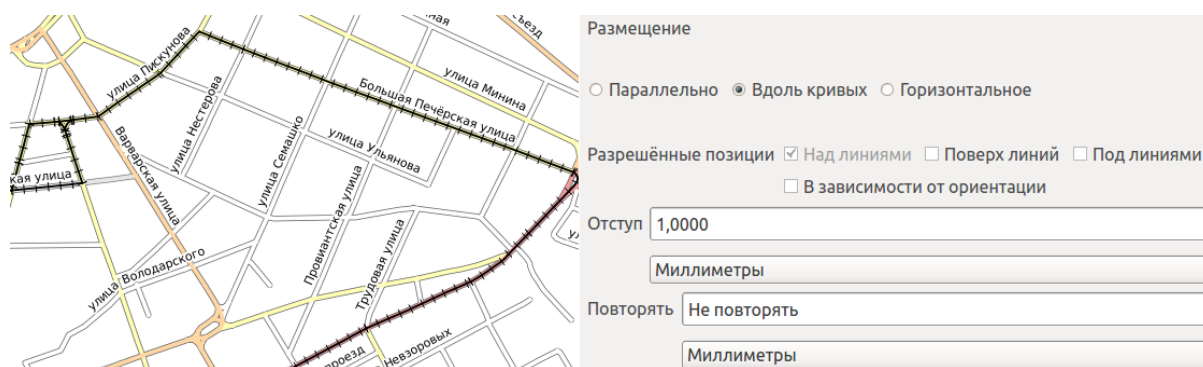 съезд
улица Пискунова
улица Нестерова
улица Минина
Большая Печёрская улица
улица Семашко
улица Ульянова
Варварская улица
кая улица
Провиантская улица
Трудовая улица
улица Володарского
проезд
Невзоровых
Размещение
Параллельно Вдоль кривых Горизонтальное
Разрешённые позиции Над линиями Поверх линий Под линиями
В зависимости от ориентации
Отступ 1,0000
Миллиметры
Повторять Не повторять
Миллиметры